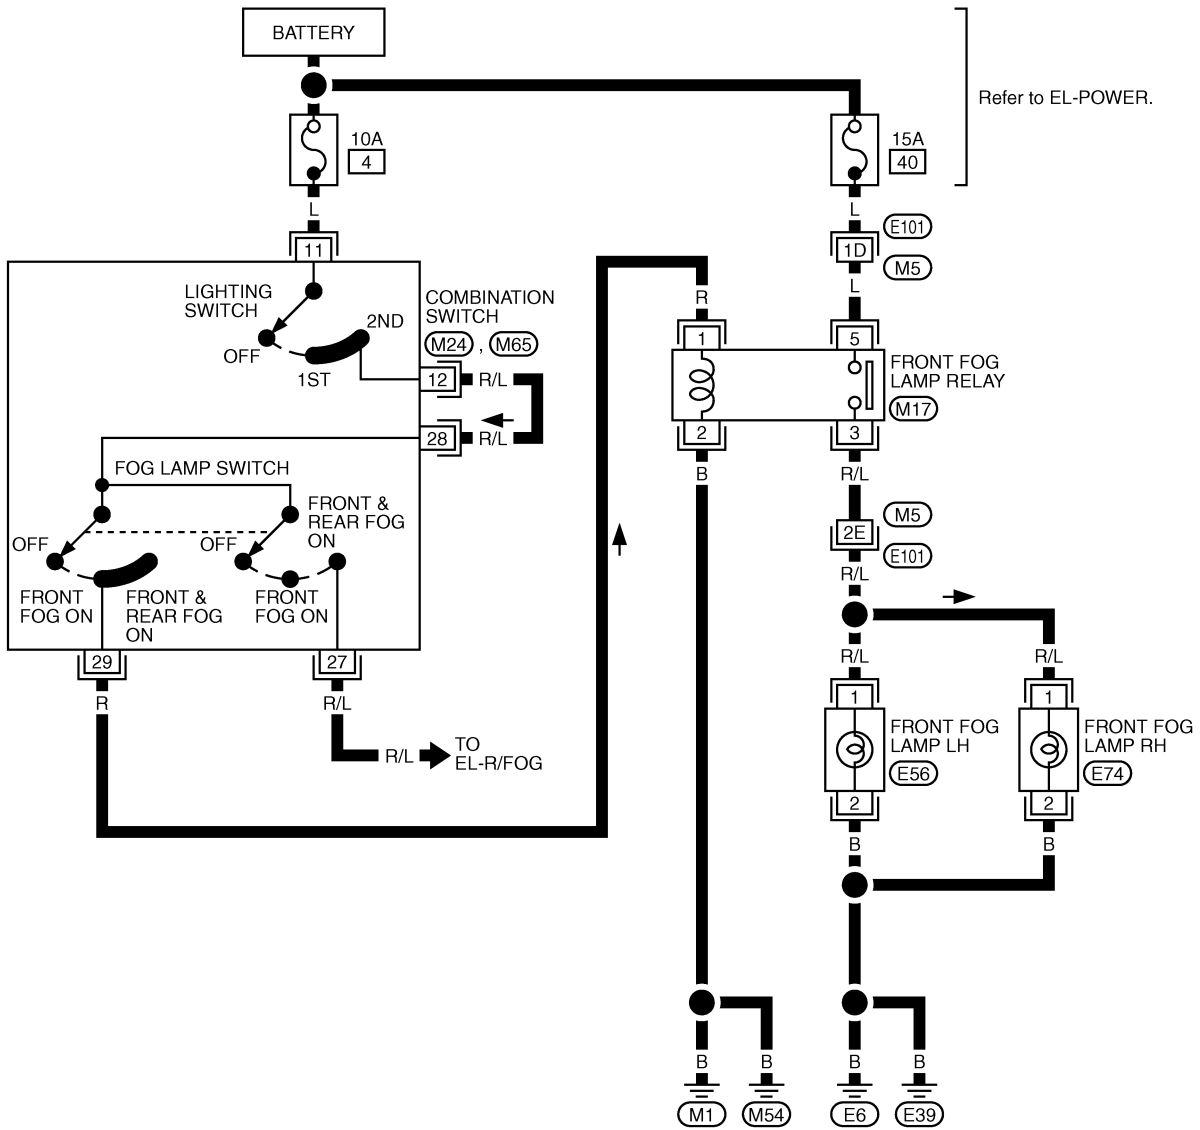 BATTERY
Refer to EL-POWER.
10A
4
15A
40
L
L
E101
11
1D
M5
LIGHTING
SWITCH
L
R
COMBINATION
SWITCH
2ND
OFF
1ST
M24 , M65
1
5
FRONT FOG
LAMP RELAY
12
R/L
M17
28
R/L
2
3
FOG LAMP SWITCH
B
R/L
FRONT &
REAR FOG
ON
M5
OFF
OFF
2E
E101
R/L
FRONT
FOG ON
FRONT &
REAR FOG
ON
FRONT
FOG ON
29
27
R/L
R/L
R
R/L
1
1
FRONT FOG
LAMP LH
FRONT FOG
LAMP RH
R/L
TO
EL-R/FOG
E56
E74
2
2
B
B
B
B
B
B
M1
M54
E6
E39